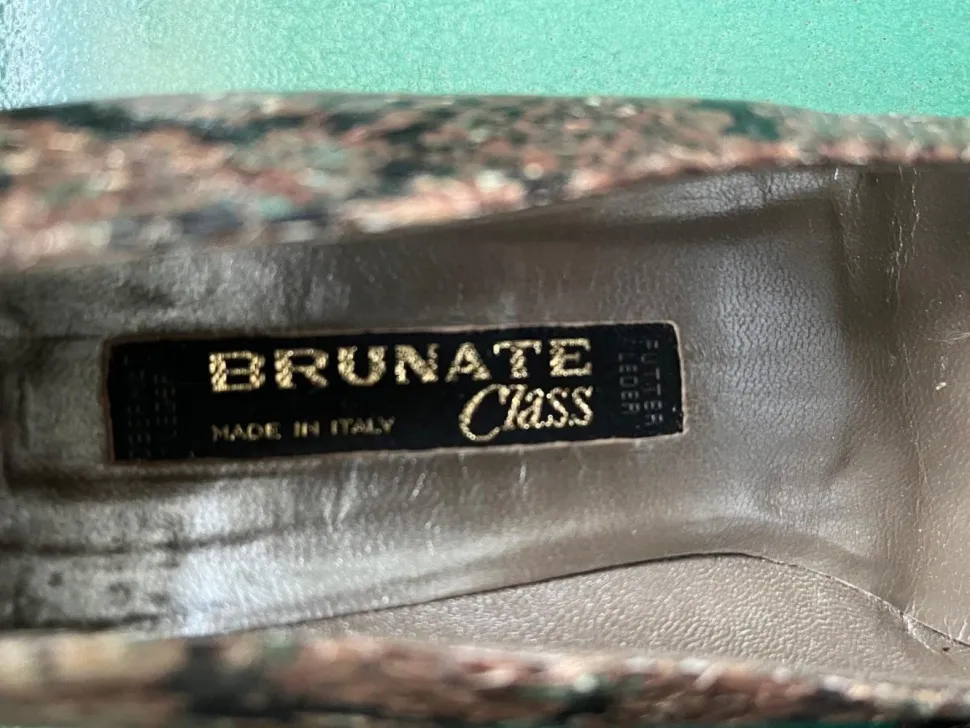 BRUNATE
Class
MADE IN ITALY
FUTTER
LEDER